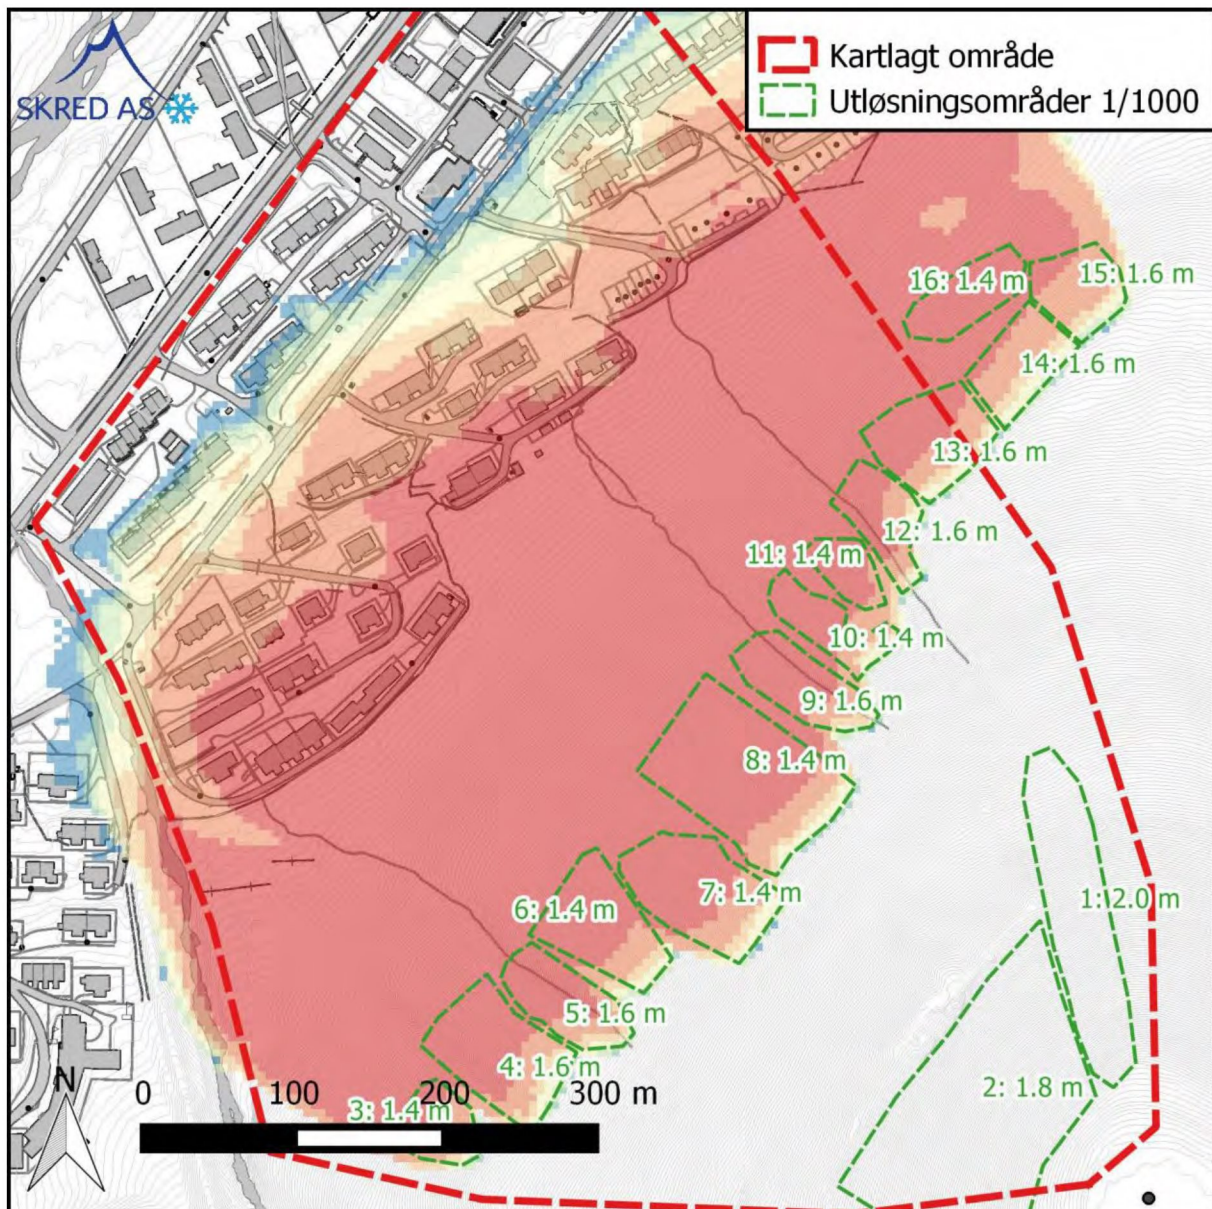 SKRED AS
Kartlagt område
Utløsningsområder 1/1000
16: 1.4 m
15: 1.6 m
14: 1.6 m
13: 1.6 m
12: 1.6 m
11: 1.4 m
10: 1.4 m
9: 1.6 m
8: 1.4 m
7: 1.4 m
6: 1.4 m
1: 2.0 m
5: 1.6 m
4: 1.6 m
2: 1.8 m
3: 1.4 m
N
0 100 200 300 m